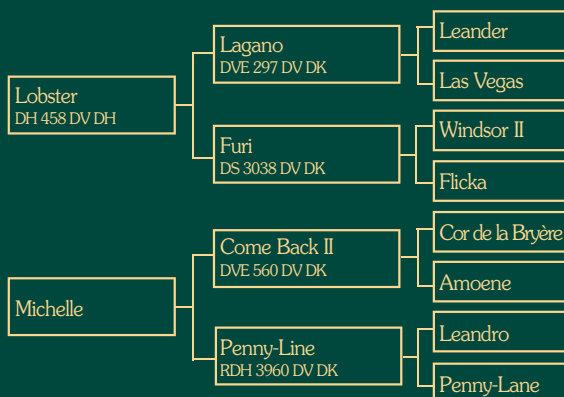 Lobster
DH 458 DV DH
Lagano
DVE 297 DV DK
Leander
Las Vegas
Furi
DS 3038 DV DK
Windsor II
Flicka
Michelle
Come Back II
DVE 560 DV DK
Cor de la Bryère
Amoene
Penny-Line
RDH 3960 DV DK
Leandro
Penny-Lane